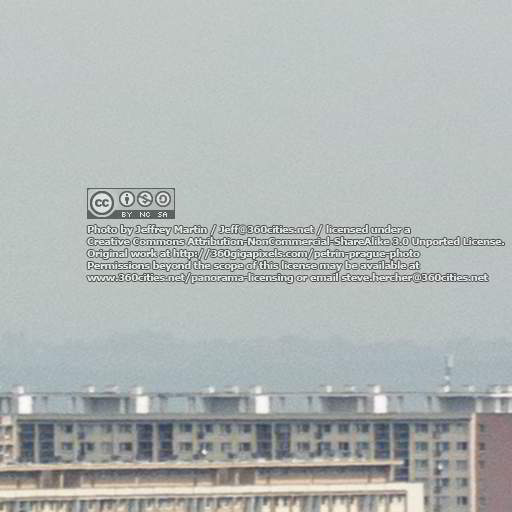 cc
BY NC SA
Photo by Jeffrey Martin / Jeff@360cities.net / licensed under a
Creative Commons Attribution-NonCommercial-ShareAlike 3.0 Unported License.
Original work at http://360gigapixels.com/petrin-prague-photo
Permissions beyond the scope of this license may be available at
www.360cities.net/panorama-licensing or email steve.hercher@360cities.net